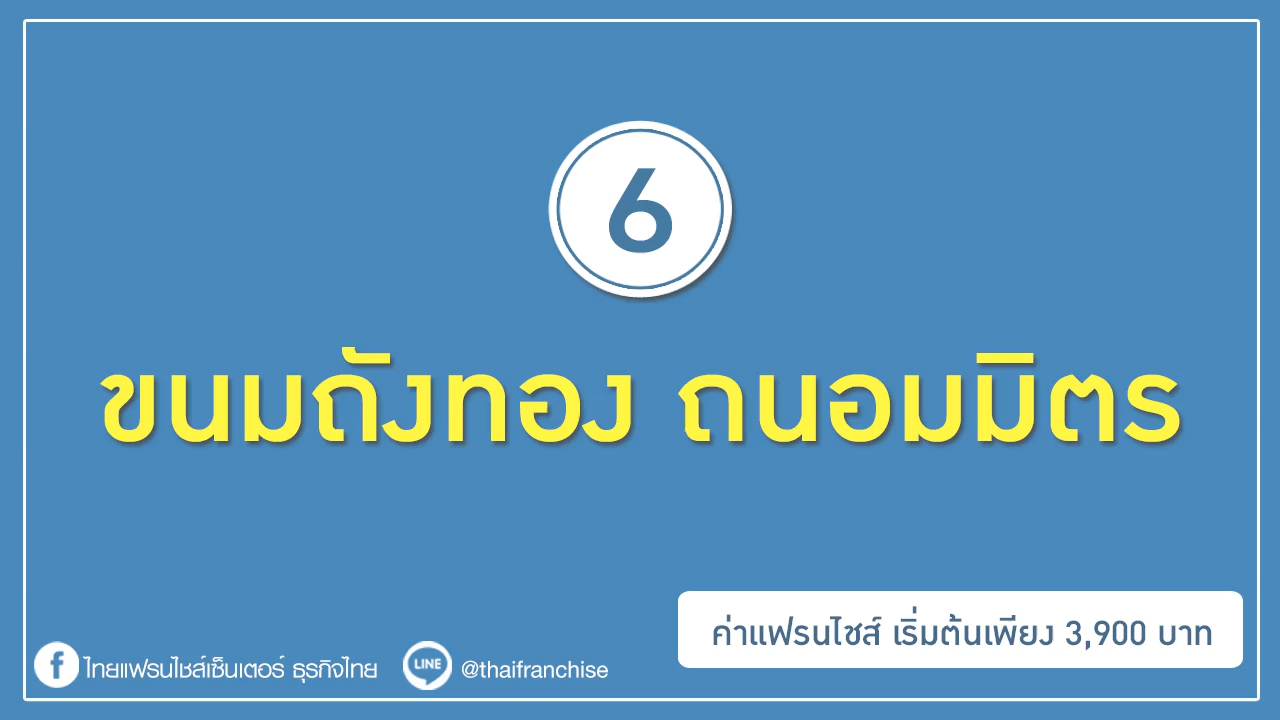 6
ขนมถังทอง ถนอมมิตร
ค่าแฟรนไชส์ เริ่มต้นเพียง 3,900 บาท
ไทยแฟรนไชส์เซ็นเตอร์ ธุรกิจไทย
LINE @thaifranchise